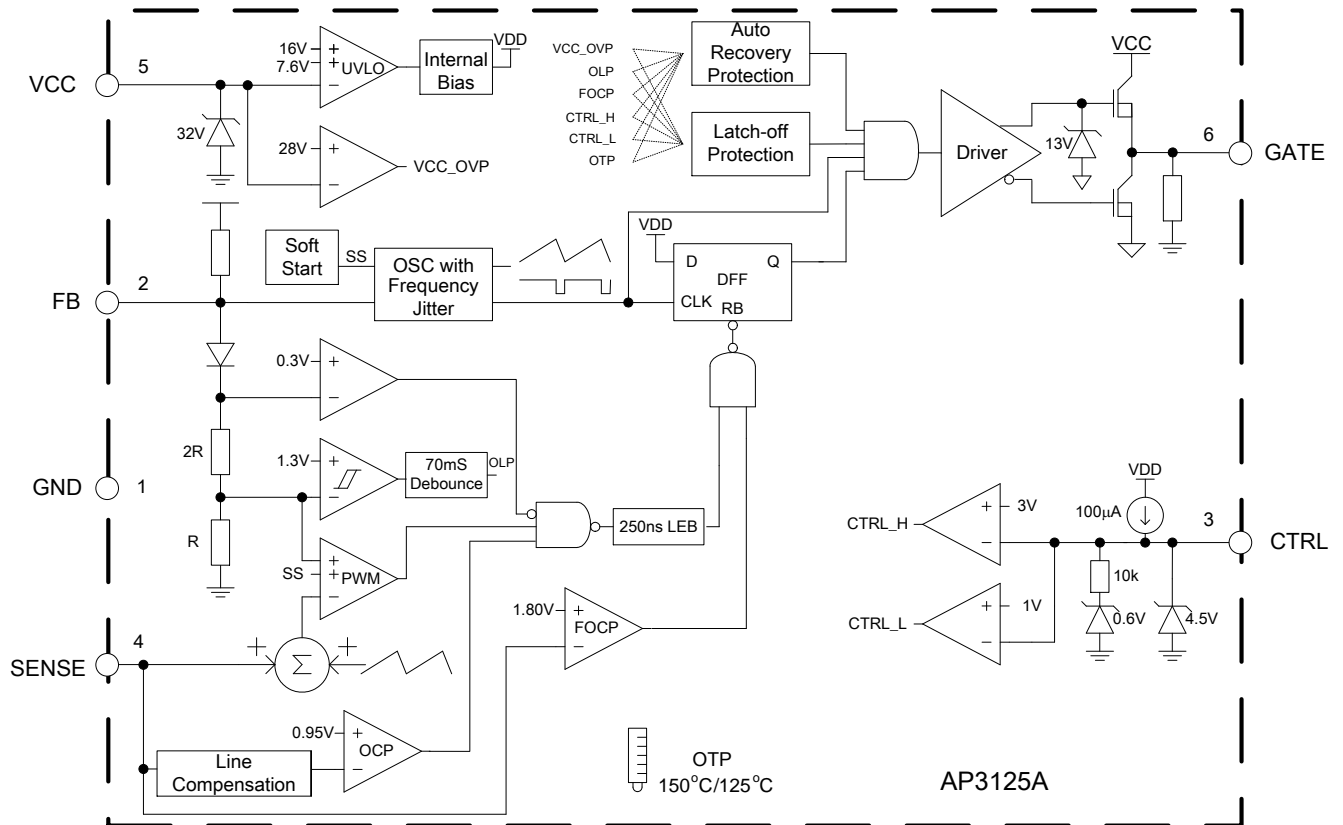 VCC
5
16V
7.6V
+
+
−
UVLO
Internal
Bias
VDD
32V
28V
+
−
VCC_OVP
VCC_OVP
OLP
FOCP
CTRL_H
CTRL_L
OTP
Auto
Recovery
Protection
Latch-off
Protection
Driver
VCC
13V
6
GATE
Soft
Start
SS
OSC with
Frequency
Jitter
VDD
D
Q
DFF
CLK
RB
FB
2
0.3V
+
−
2R
1.3V
+
−
70mS
Debounce
OLP
GND
1
R
SS
+
+
−
PWM
250ns LEB
1.80V
+
−
FOCP
SENSE
4
+
Σ
+
0.95V
+
−
OCP
Line
Compensation
OTP
150°C/125°C
CTRL_H
+
−
3V
CTRL_L
+
−
1V
VDD
100μA
3
CTRL
10k
0.6V
4.5V
AP3125A